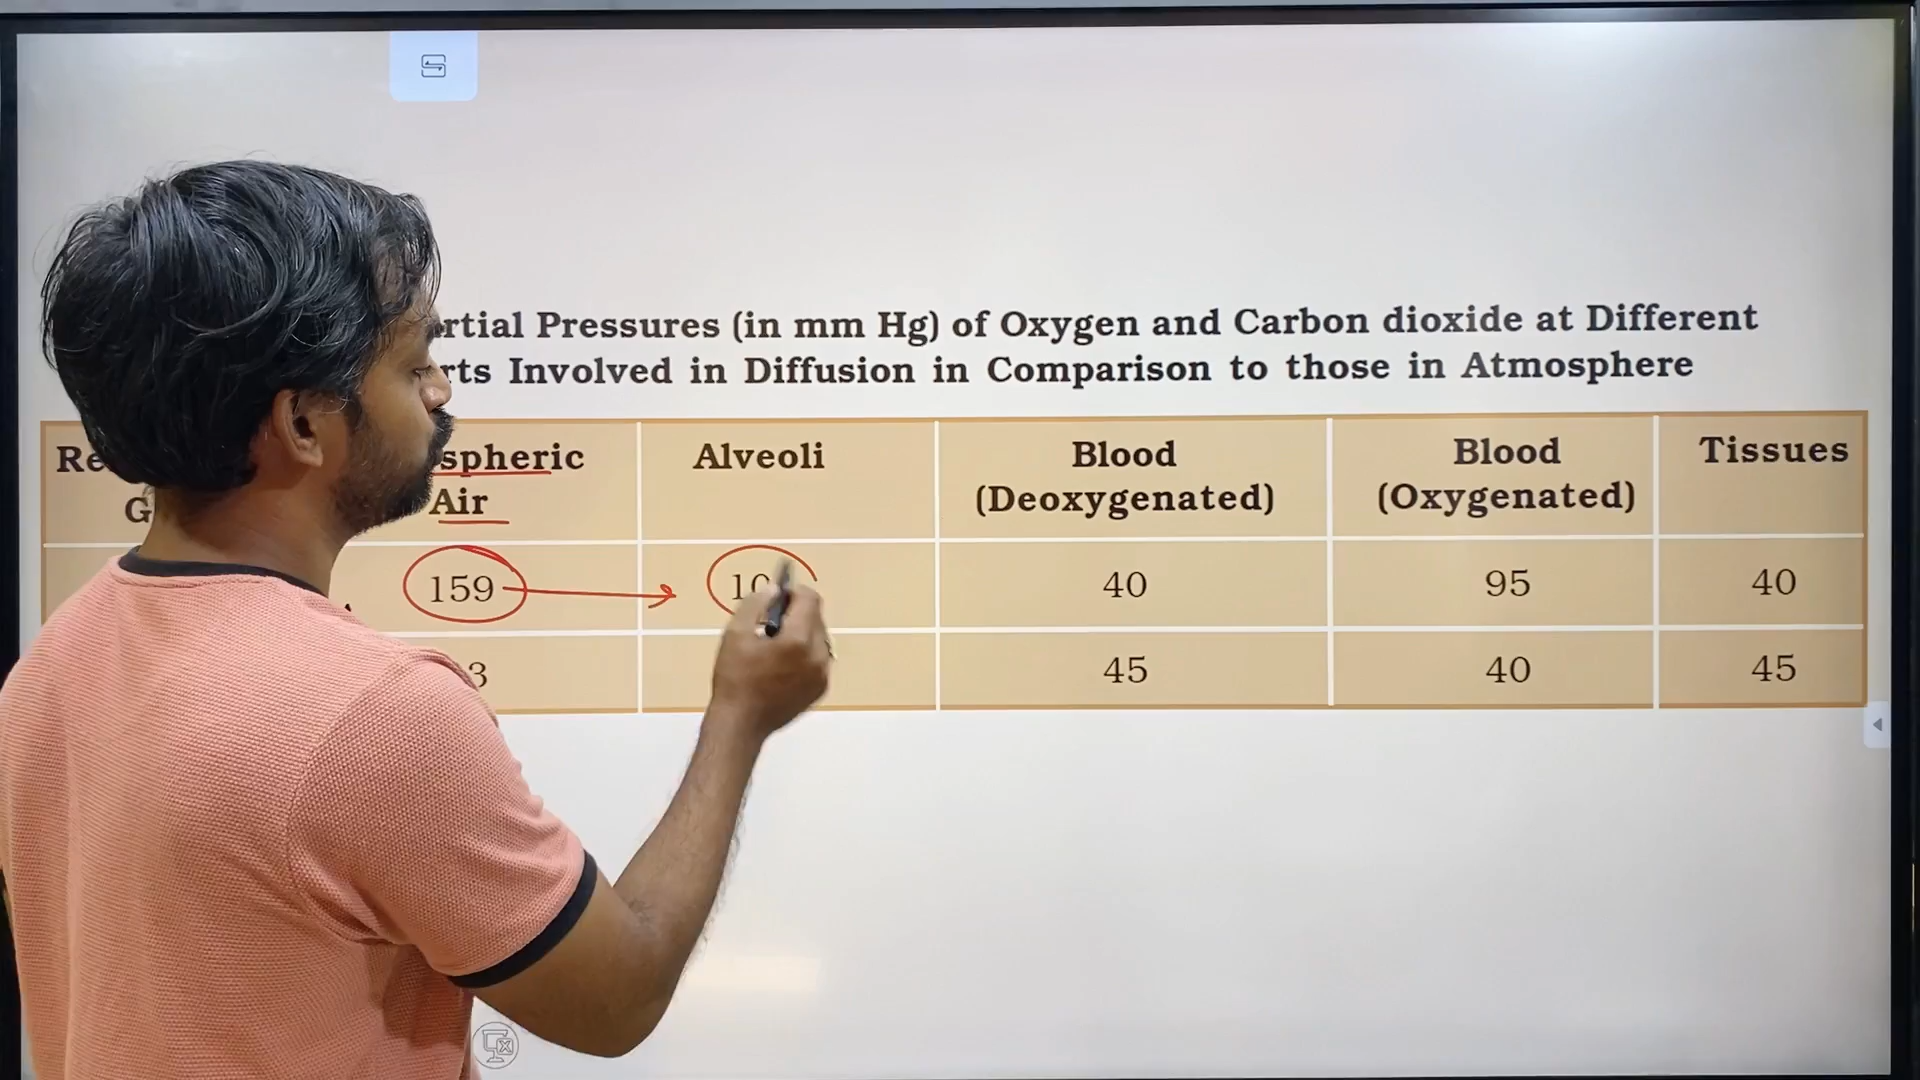 rtial Pressures (in mm Hg) of Oxygen and Carbon dioxide at Different
rts Involved in Diffusion in Comparison to those in Atmosphere
spheric Air Alveoli Blood (Deoxygenated) Blood (Oxygenated) Tissues
159 40 95 40
3 45 40 45